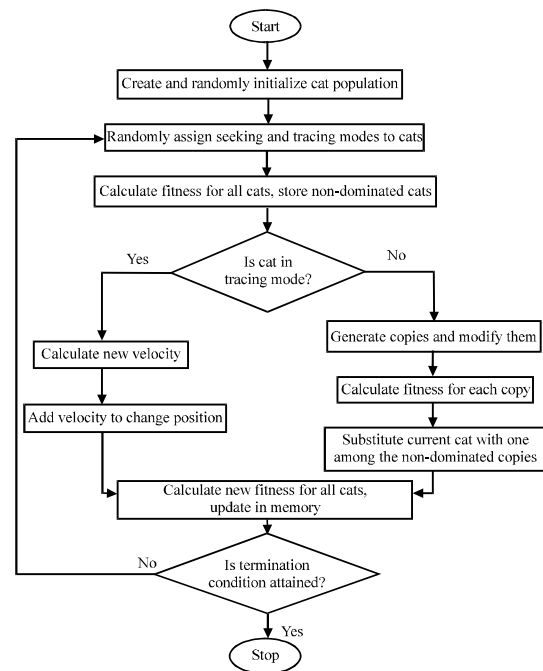 Start
Create and randomly initialize cat population
Randomly assign seeking and tracing modes to cats
Calculate fitness for all cats, store non-dominated cats
Is cat in
tracing mode?
Yes
No
Calculate new velocity
Add velocity to change position
Generate copies and modify them
Calculate fitness for each copy
Substitute current cat with one
among the non-dominated copies
Calculate new fitness for all cats,
update in memory
Is termination
condition attained?
No
Yes
Stop